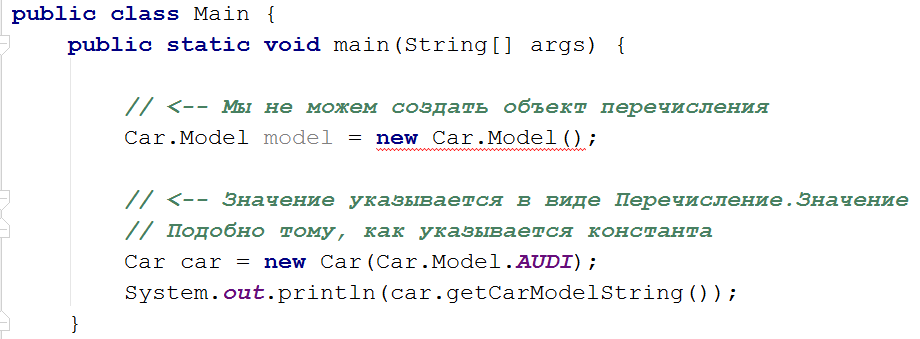 public class Main {
public static void main(String[] args) {
// <-- Мы не можем создать объект перечисления
Car.Model model = new Car.Model();
// <-- Значение указывается в виде Перечисление.Значение
// Подобно тому, как указывается константа
Car car = new Car(Car.Model.AUDI);
System.out.println(car.getCarModelString());
}